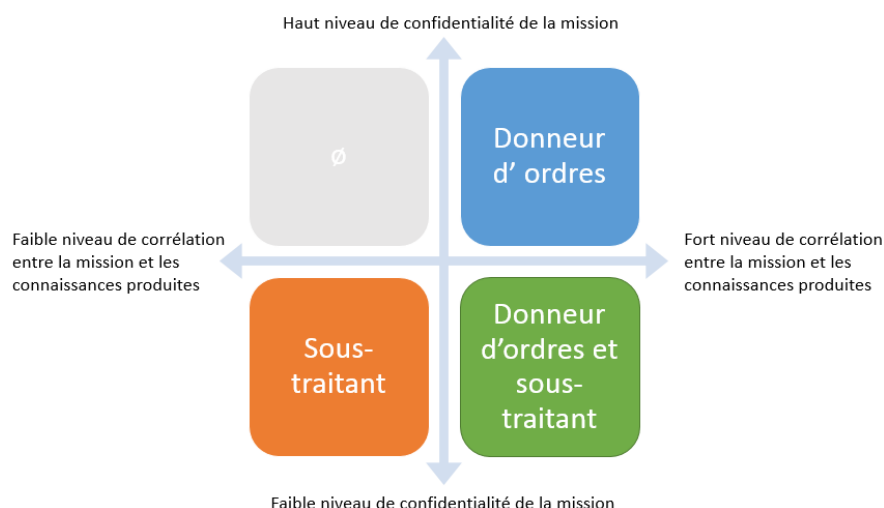 Haut niveau de confidentialité de la mission
ø
Donneur
d' ordres
Faible niveau de corrélation
entre la mission et les
connaissances produites
Fort niveau de corrélation
entre la mission et les
connaissances produites
Sous-
traitant
Donneur
d'ordres et
sous-
traitant
Faible niveau de confidentialité de la mission